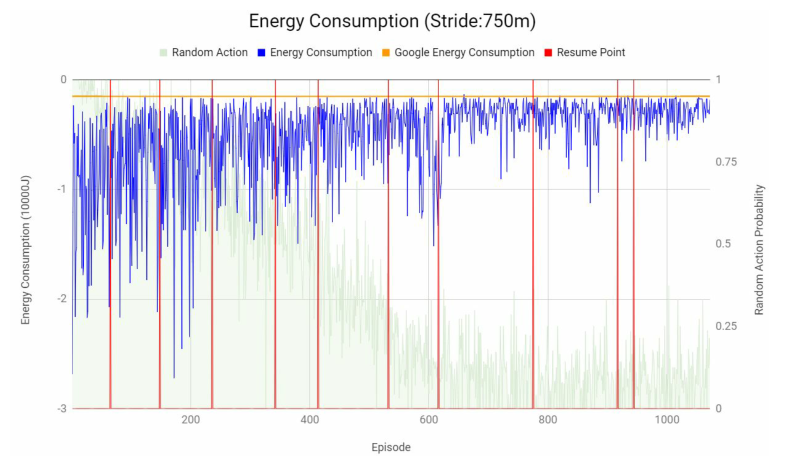 Energy Consumption (Stride:750m)
Random Action Energy Consumption Google Energy Consumption Resume Point
0 1
-1 0.75
0.5
-2 0.25
-3 0
200 400 600 800 1000
Episode
Energy Consumption (10000J)
Random Action Probability